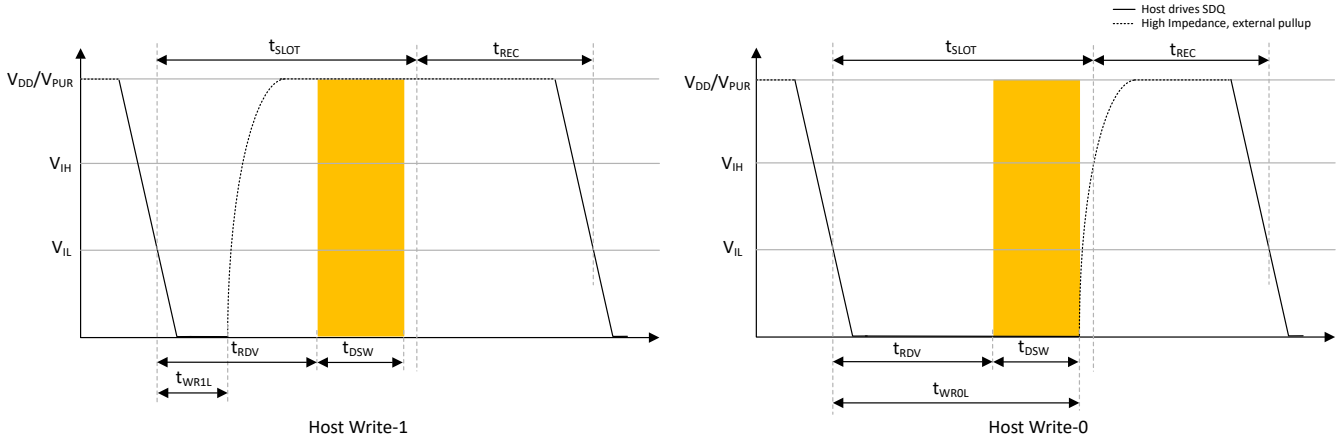 Host drives SDQ
High Impedance, external pullup
tSLOT
tREC
VDD/VPUR
VIH
VIL
tRDV
tDSW
tWR1L
Host Write-1
tSLOT
tREC
VDD/VPUR
VIH
VIL
tRDV
tDSW
tWR0L
Host Write-0